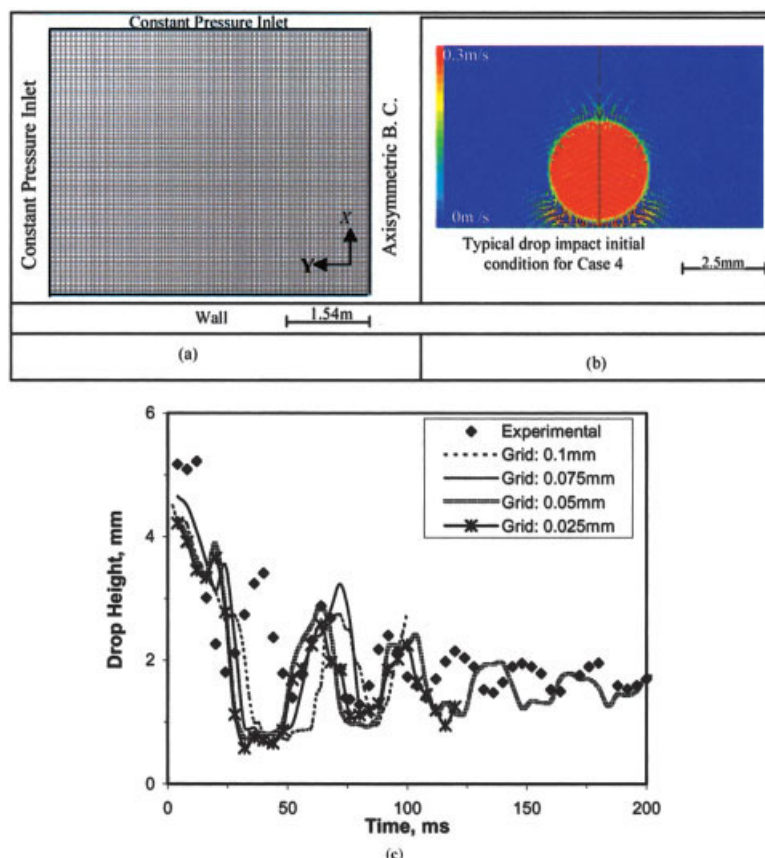 Constant Pressure Inlet
Constant Pressure Inlet
Axisymmetric B. C.
X
Y
Wall
1.54m
(a)
0.3m/s
0m/s
Typical drop impact initial
condition for Case 4
2.5mm
(b)
Drop Height, mm
6
4
2
0
Experimental
Grid: 0.1mm
Grid: 0.075mm
Grid: 0.05mm
Grid: 0.025mm
0
50
100
150
200
Time, ms
(c)